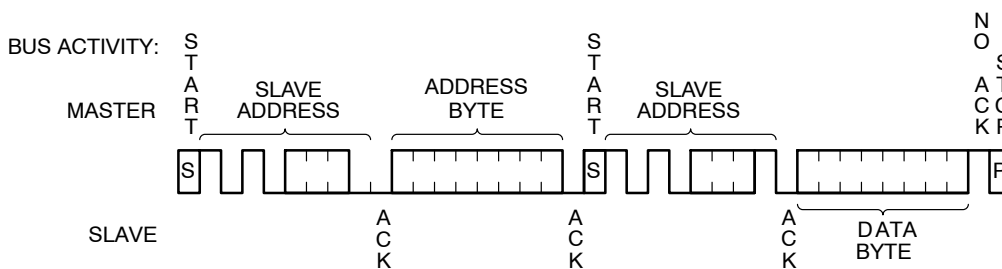 BUS ACTIVITY:
MASTER
START
SLAVE
ADDRESS
ADDRESS
BYTE
START
SLAVE
ADDRESS
NO ACK
STOP
S
S
P
SLAVE
ACK
ACK
ACK
DATA
BYTE